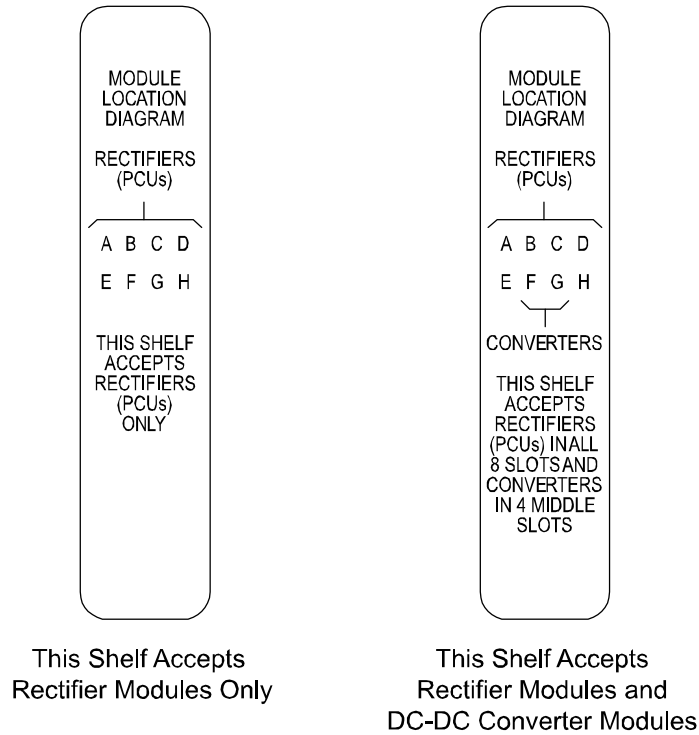 MODULE
LOCATION
DIAGRAM
RECTIFIERS
(PCUs)
A B C D
E F G H
THIS SHELF
ACCEPTS
RECTIFIERS
(PCUs)
ONLY
This Shelf Accepts
Rectifier Modules Only
MODULE
LOCATION
DIAGRAM
RECTIFIERS
(PCUs)
A B C D
E F G H
CONVERTERS
THIS SHELF
ACCEPTS
RECTIFIERS
(PCUs) IN ALL
8 SLOTS AND
CONVERTERS
IN 4 MIDDLE
SLOTS
This Shelf Accepts
Rectifier Modules and
DC-DC Converter Modules